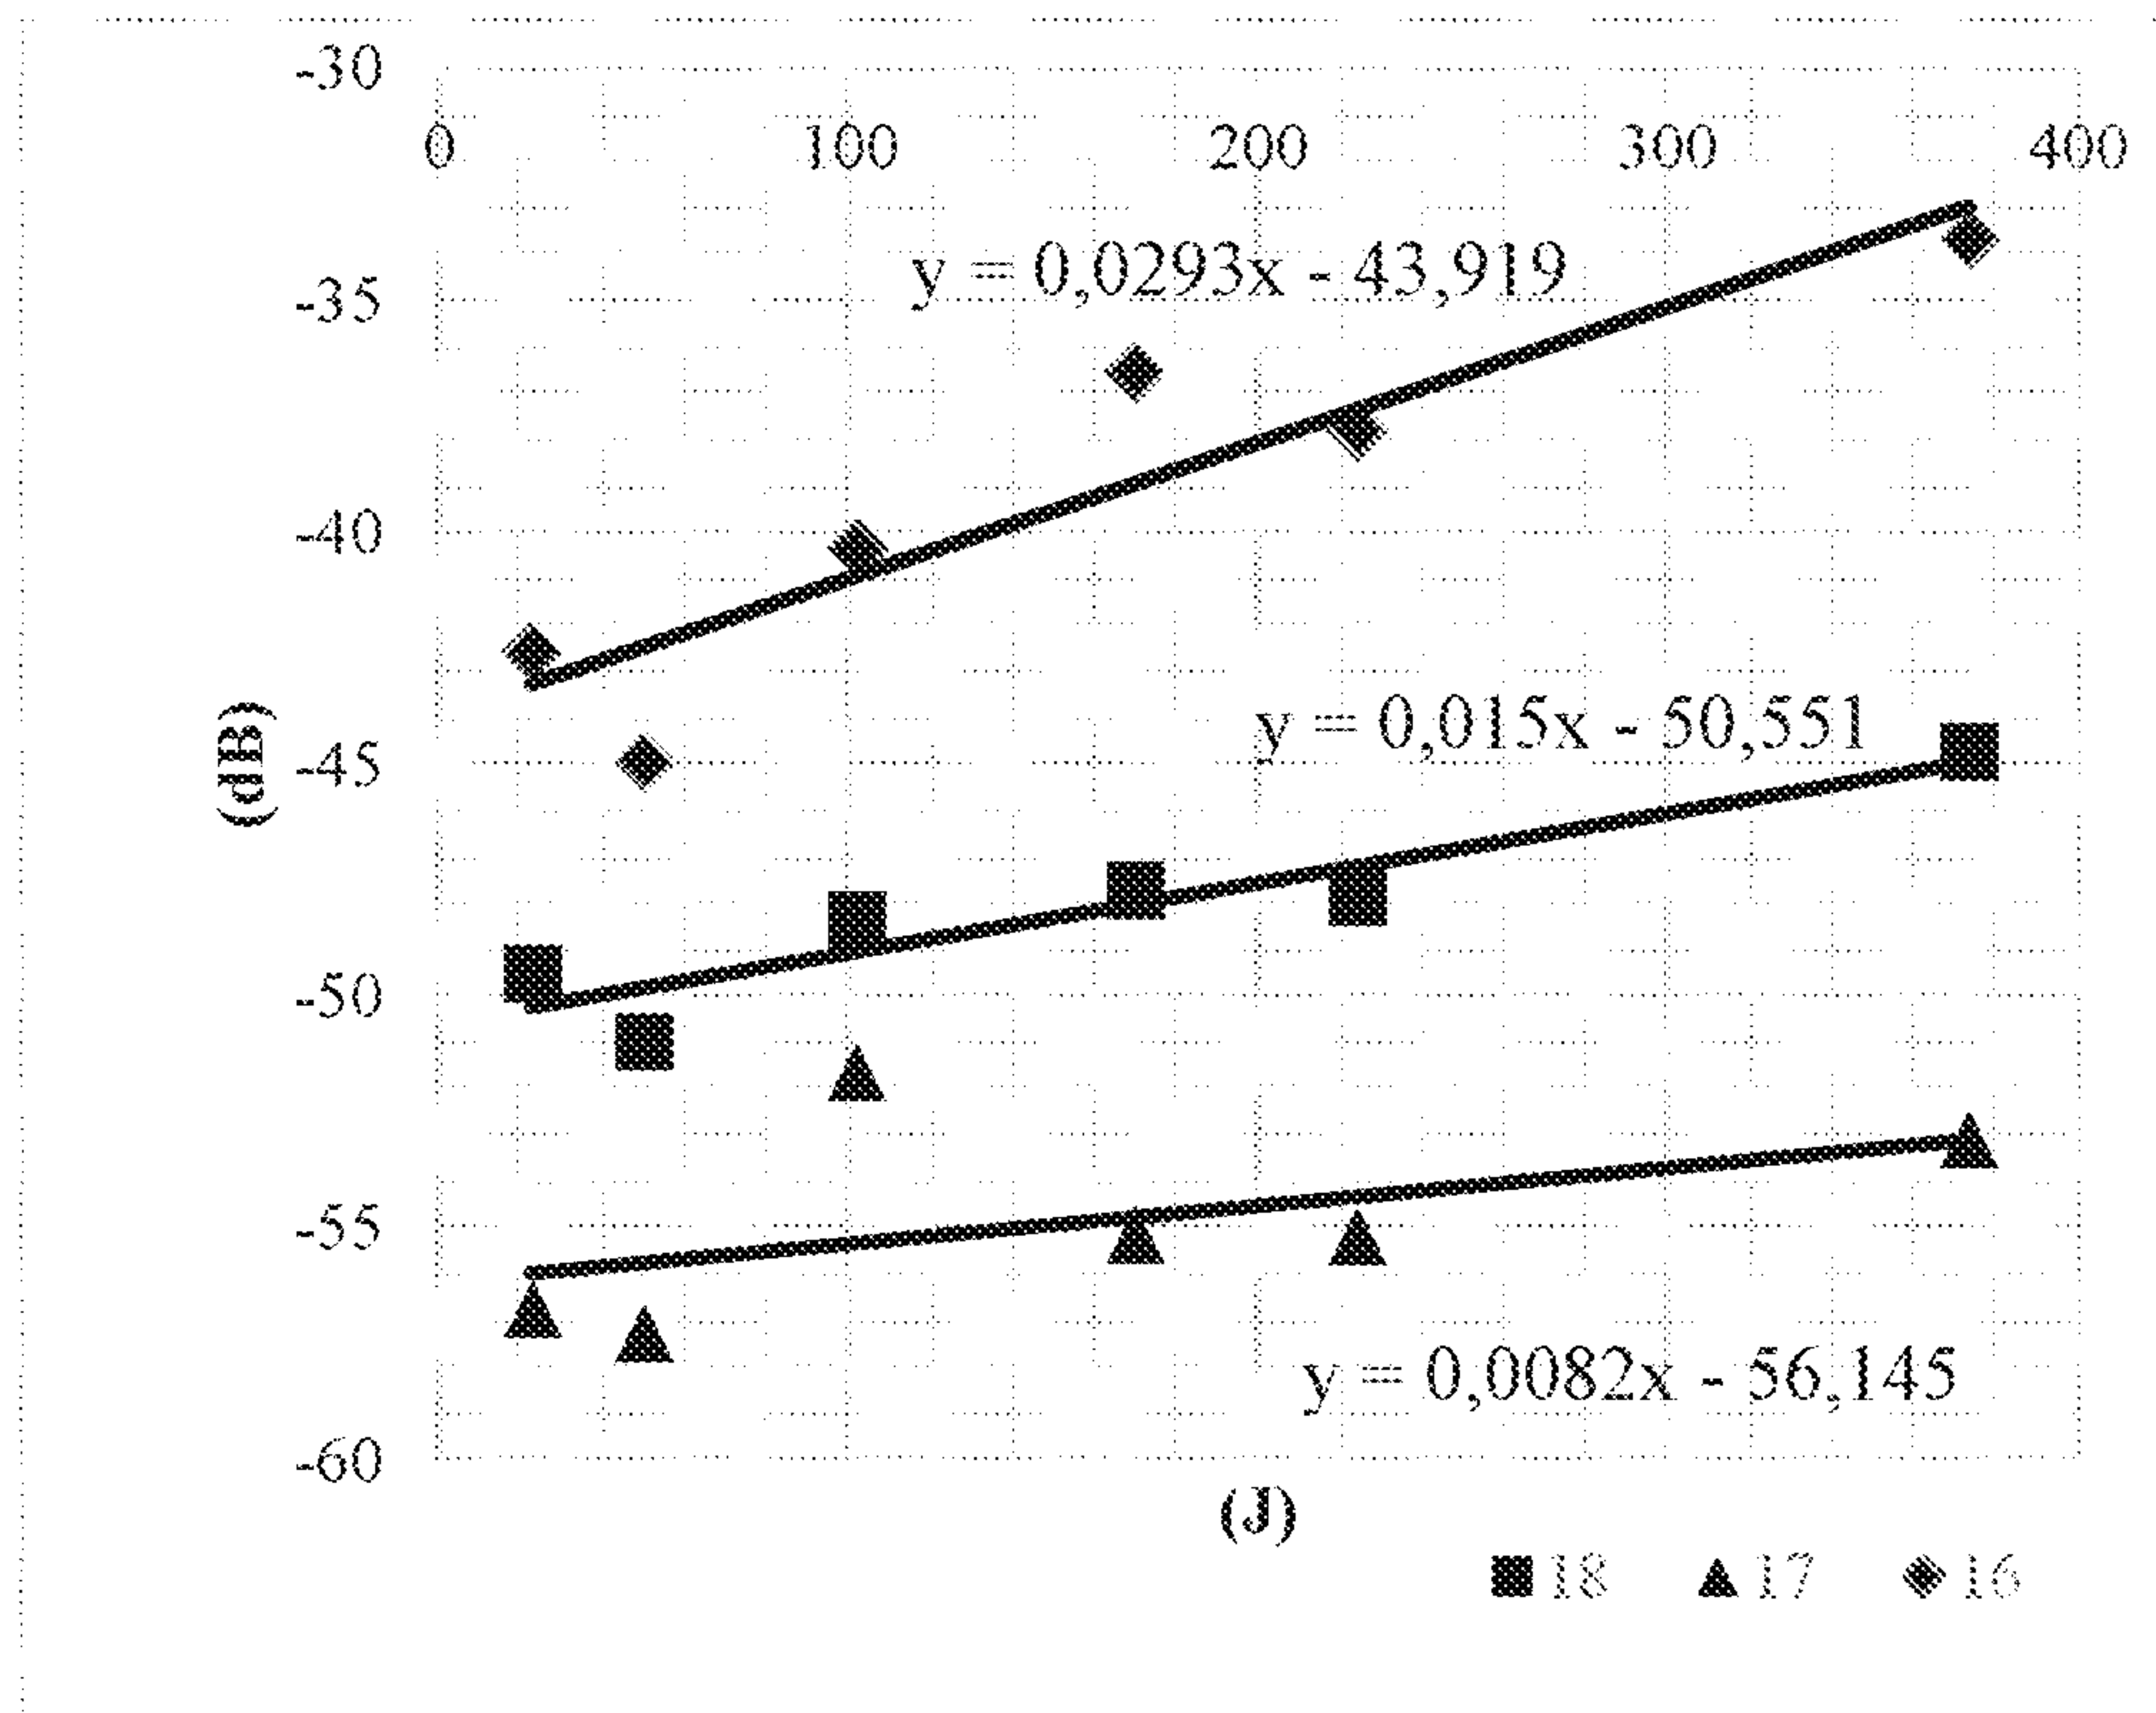 -30
0 100 200 300 400
y = 0,0293x - 43,919
-35
-40
y = 0,015x - 50,551
(dB)
-45
-50
-55
y = 0,0082x - 56,145
-60
(J)
18 17 16